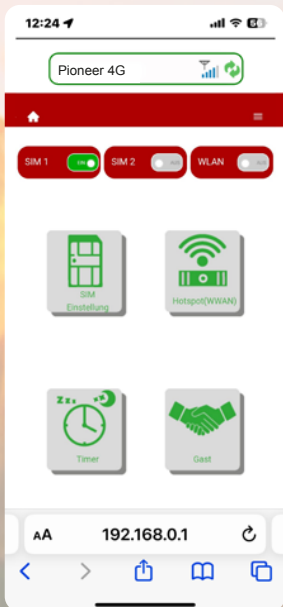 12:24
Pioneer 4G
SIM 1
SIM 2
WLAN
SIM
Einstellung
Hotspot(WWAN)
Zzz
Timer
Gast
AA
192.168.0.1